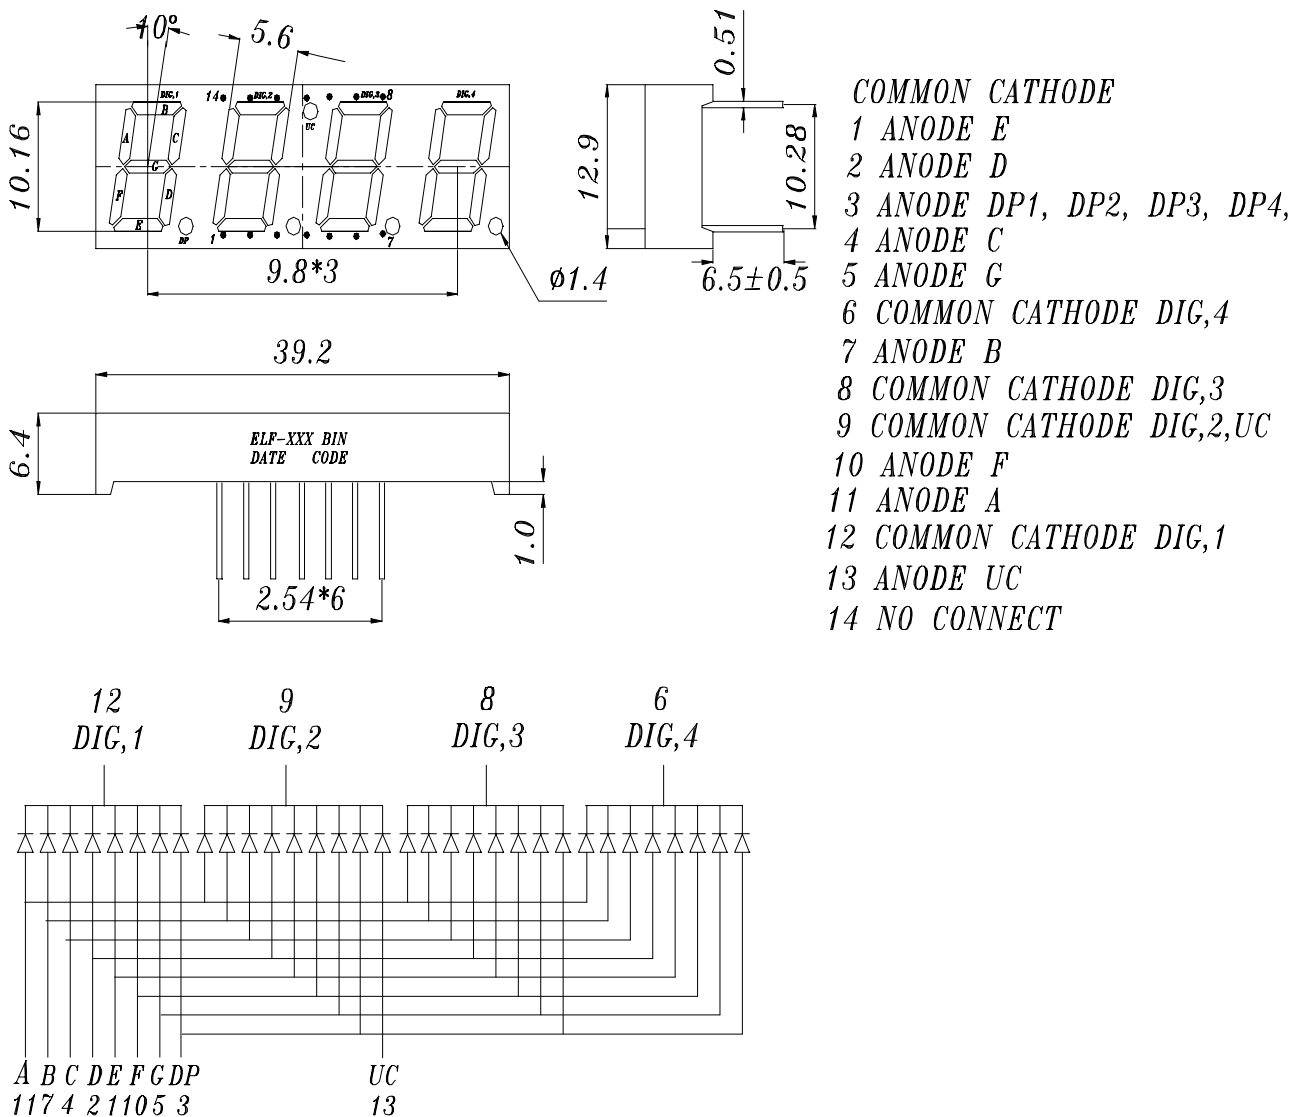 10°
5.6
0.51
DIG,1
14
DIG,2
DIG,3
8
DIG,4
B
UC
A
C
G
F
D
E
DP
1
7
10.16
9.8*3
ø1.4
12.9
10.28
6.5±0.5
COMMON CATHODE
1 ANODE E
2 ANODE D
3 ANODE DP1, DP2, DP3, DP4,
4 ANODE C
5 ANODE G
6 COMMON CATHODE DIG,4
7 ANODE B
8 COMMON CATHODE DIG,3
9 COMMON CATHODE DIG,2,UC
10 ANODE F
11 ANODE A
12 COMMON CATHODE DIG,1
13 ANODE UC
14 NO CONNECT
39.2
6.4
ELF-XXX BIN
DATE CODE
1.0
2.54*6
12 9 8 6
DIG,1 DIG,2 DIG,3 DIG,4
A B C D E F G DP UC
11 7 4 2 1 10 5 3 13